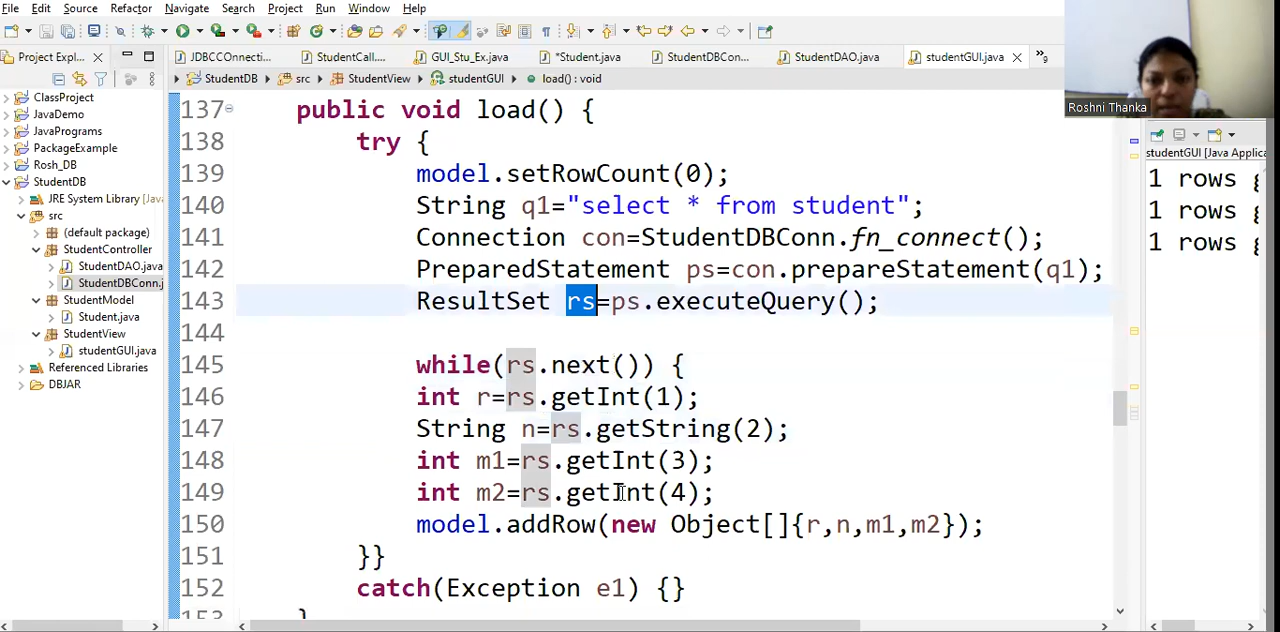 File Edit Source Refactor Navigate Search Project Run Window Help
Project Expl...
JDBCCOnnecti...
StudentCall....
GUI_Stu_Ex.java
*Student.java
StudentDBCon...
StudentDAO.java
studentGUI.java
»9
StudentDB
src
StudentView
studentGUI
load() : void
ClassProject
JavaDemo
JavaPrograms
PackageExample
Rosh_DB
StudentDB
JRE System Library [Java
src
(default package)
StudentController
StudentDAO.java
StudentDBConn.j
StudentModel
Student.java
StudentView
studentGUI.java
Referenced Libraries
DBJAR
137 public void load() {
138 try {
139 model.setRowCount(0);
140 String q1="select * from student";
141 Connection con=StudentDBConn.fn_connect();
142 PreparedStatement ps=con.prepareStatement(q1);
143 ResultSet rs=ps.executeQuery();
144
145 while(rs.next()) {
146 int r=rs.getInt(1);
147 String n=rs.getString(2);
148 int m1=rs.getInt(3);
149 int m2=rs.getInt(4);
150 model.addRow(new Object[]{r,n,m1,m2});
151 }}
152 catch(Exception e1) {}
Roshni Thanka
studentGUI [Java Applica
1 rows
1 rows
1 rows